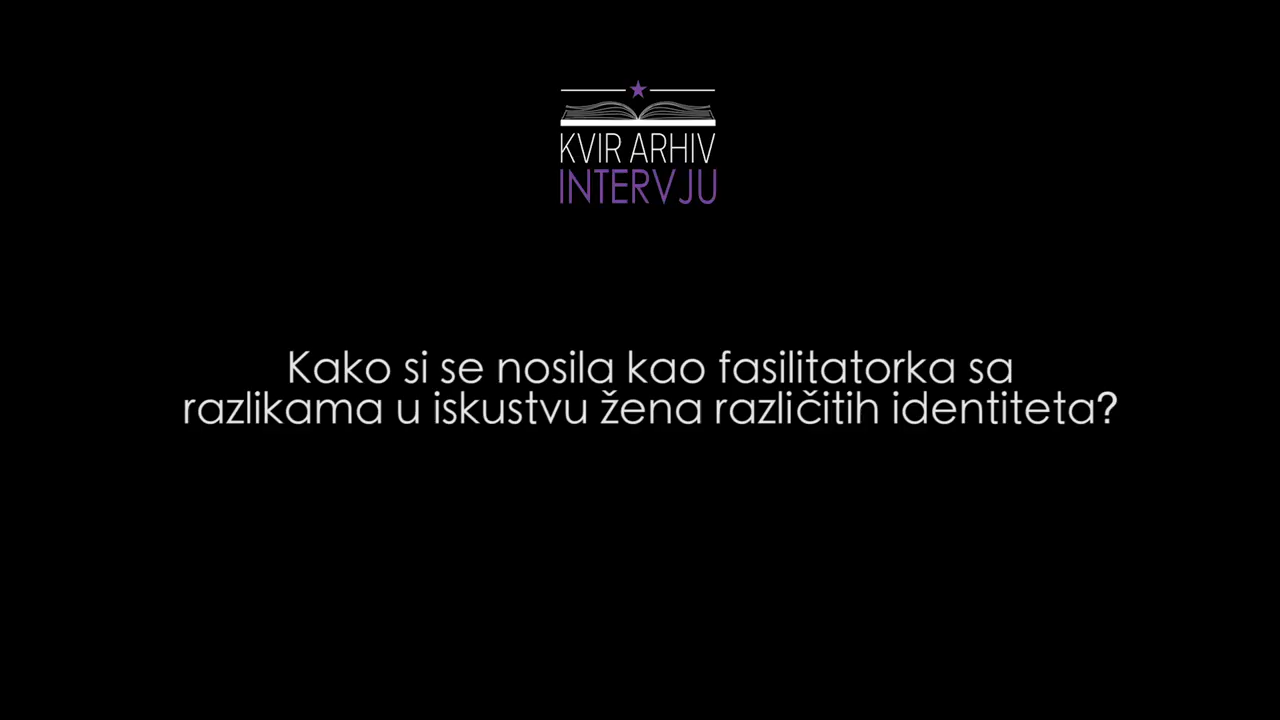 KVIR ARHIV
INTERVJU
Kako si se nosila kao fasilitatorka sa
razlikama u iskustvu žena različitih identiteta?